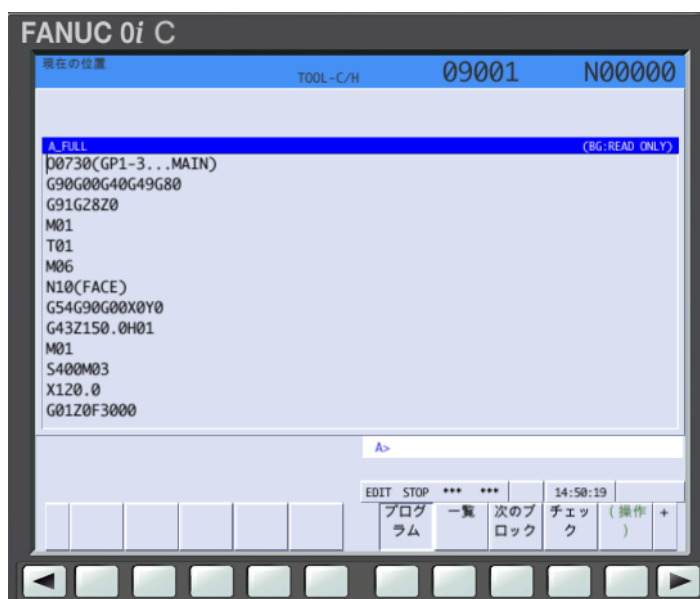 FANUC 0i C
現在の位置
TOOL-C/H 09001 N00000
A_FULL (BG:READ ONLY)
O0730(GP1-3...MAIN)
G90G00G40G49G80
G91G28Z0
M01
T01
M06
N10(FACE)
G54G90G00X0Y0
G43Z150.0H01
M01
S400M03
X120.0
G01Z0F3000
A>
EDIT STOP *** *** 14:50:19
プログラム 一覧 次のブロック チェック (操作) +